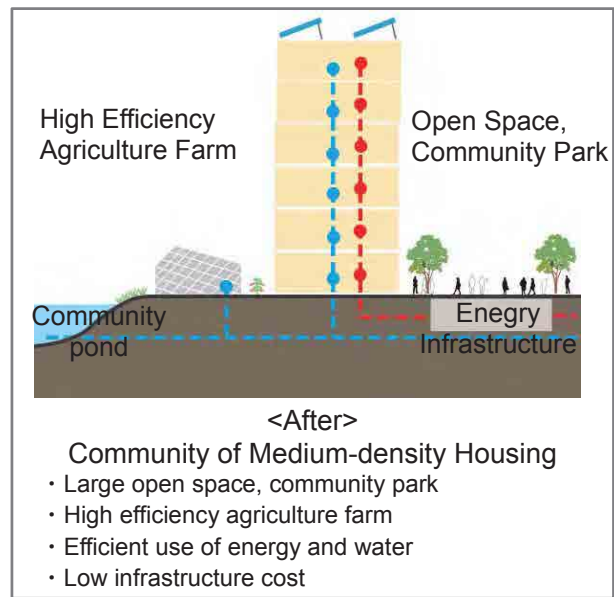 High Efficiency
Agriculture Farm
Open Space,
Community Park
Community
pond
Enegry
Infrastructure
<After>
Community of Medium-density Housing
・Large open space, community park
・High efficiency agriculture farm
・Efficient use of energy and water
・Low infrastructure cost